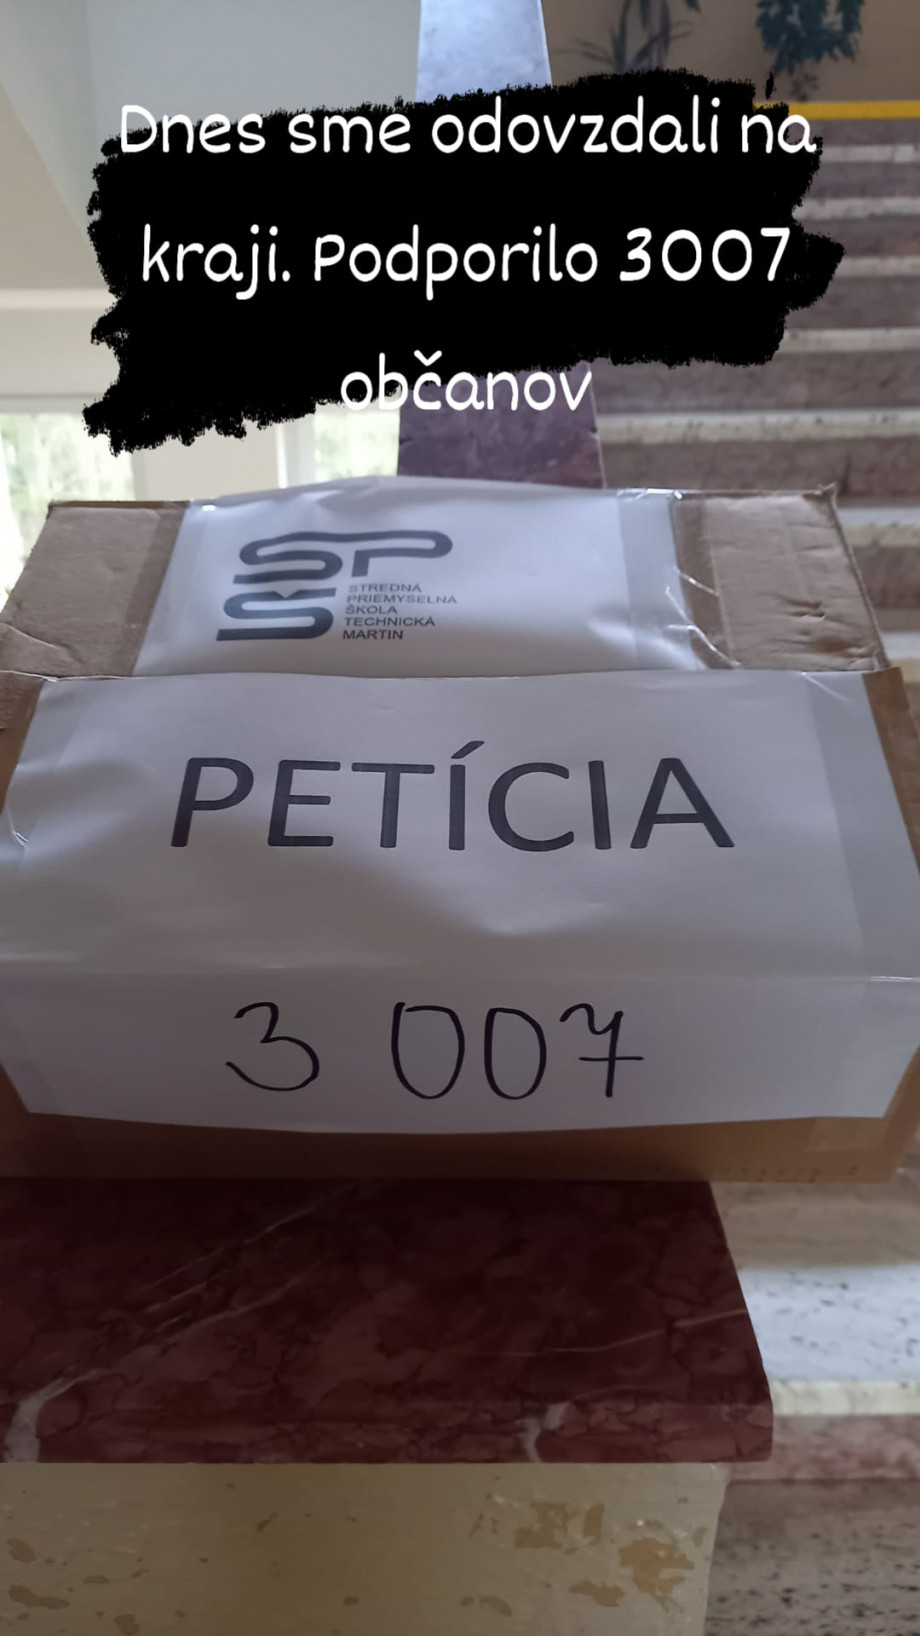 Dnes sme odovzdali na
kraji. Podporilo 3007
občanov
SPŠ
STREDNÁ
PRIEMYSELNÁ
ŠKOLA
TECHNICKÁ
MARTIN
PETÍCIA
3 007